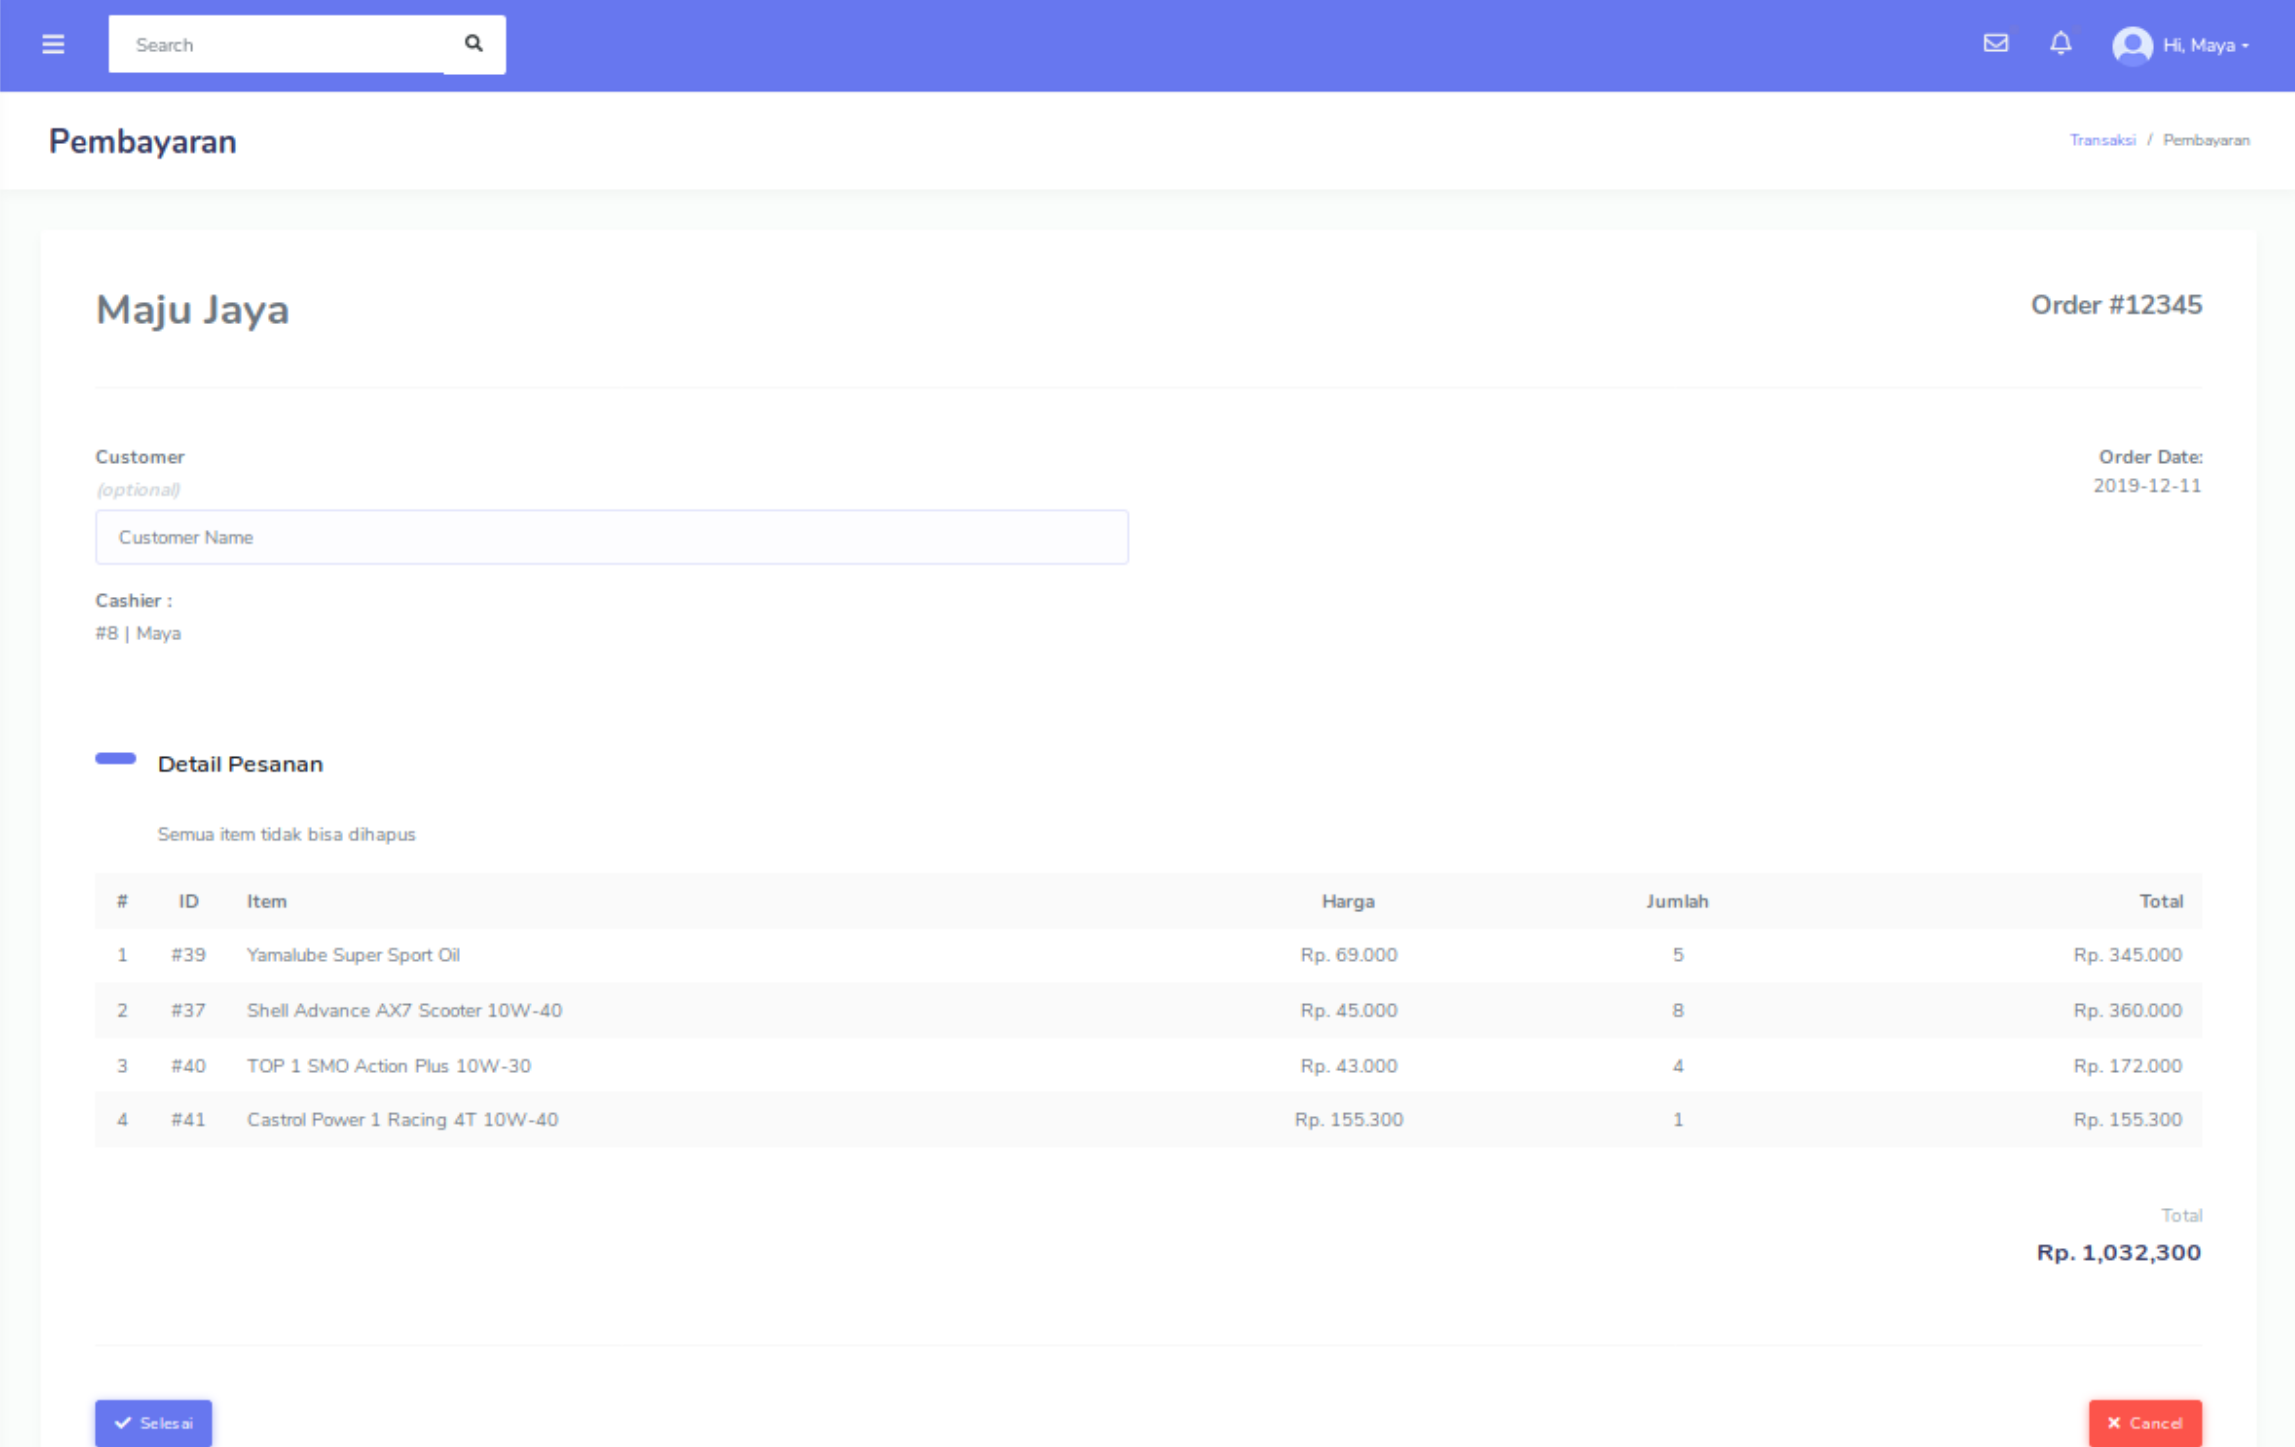 Search
Hi, Maya
Pembayaran
Transaksi / Pembayaran
Maju Jaya
Order #12345
Customer
(optional)
Customer Name
Order Date:
2019-12-11
Cashier :
#8 | Maya
Detail Pesanan
Semua item tidak bisa dihapus
# ID Item Harga Jumlah Total
1 #39 Yamalube Super Sport Oil Rp. 69.000 5 Rp. 345.000
2 #37 Shell Advance AX7 Scooter 10W-40 Rp. 45.000 8 Rp. 360.000
3 #40 TOP 1 SMO Action Plus 10W-30 Rp. 43.000 4 Rp. 172.000
4 #41 Castrol Power 1 Racing 4T 10W-40 Rp. 155.300 1 Rp. 155.300
Total
Rp. 1,032,300
Selesai
Cancel